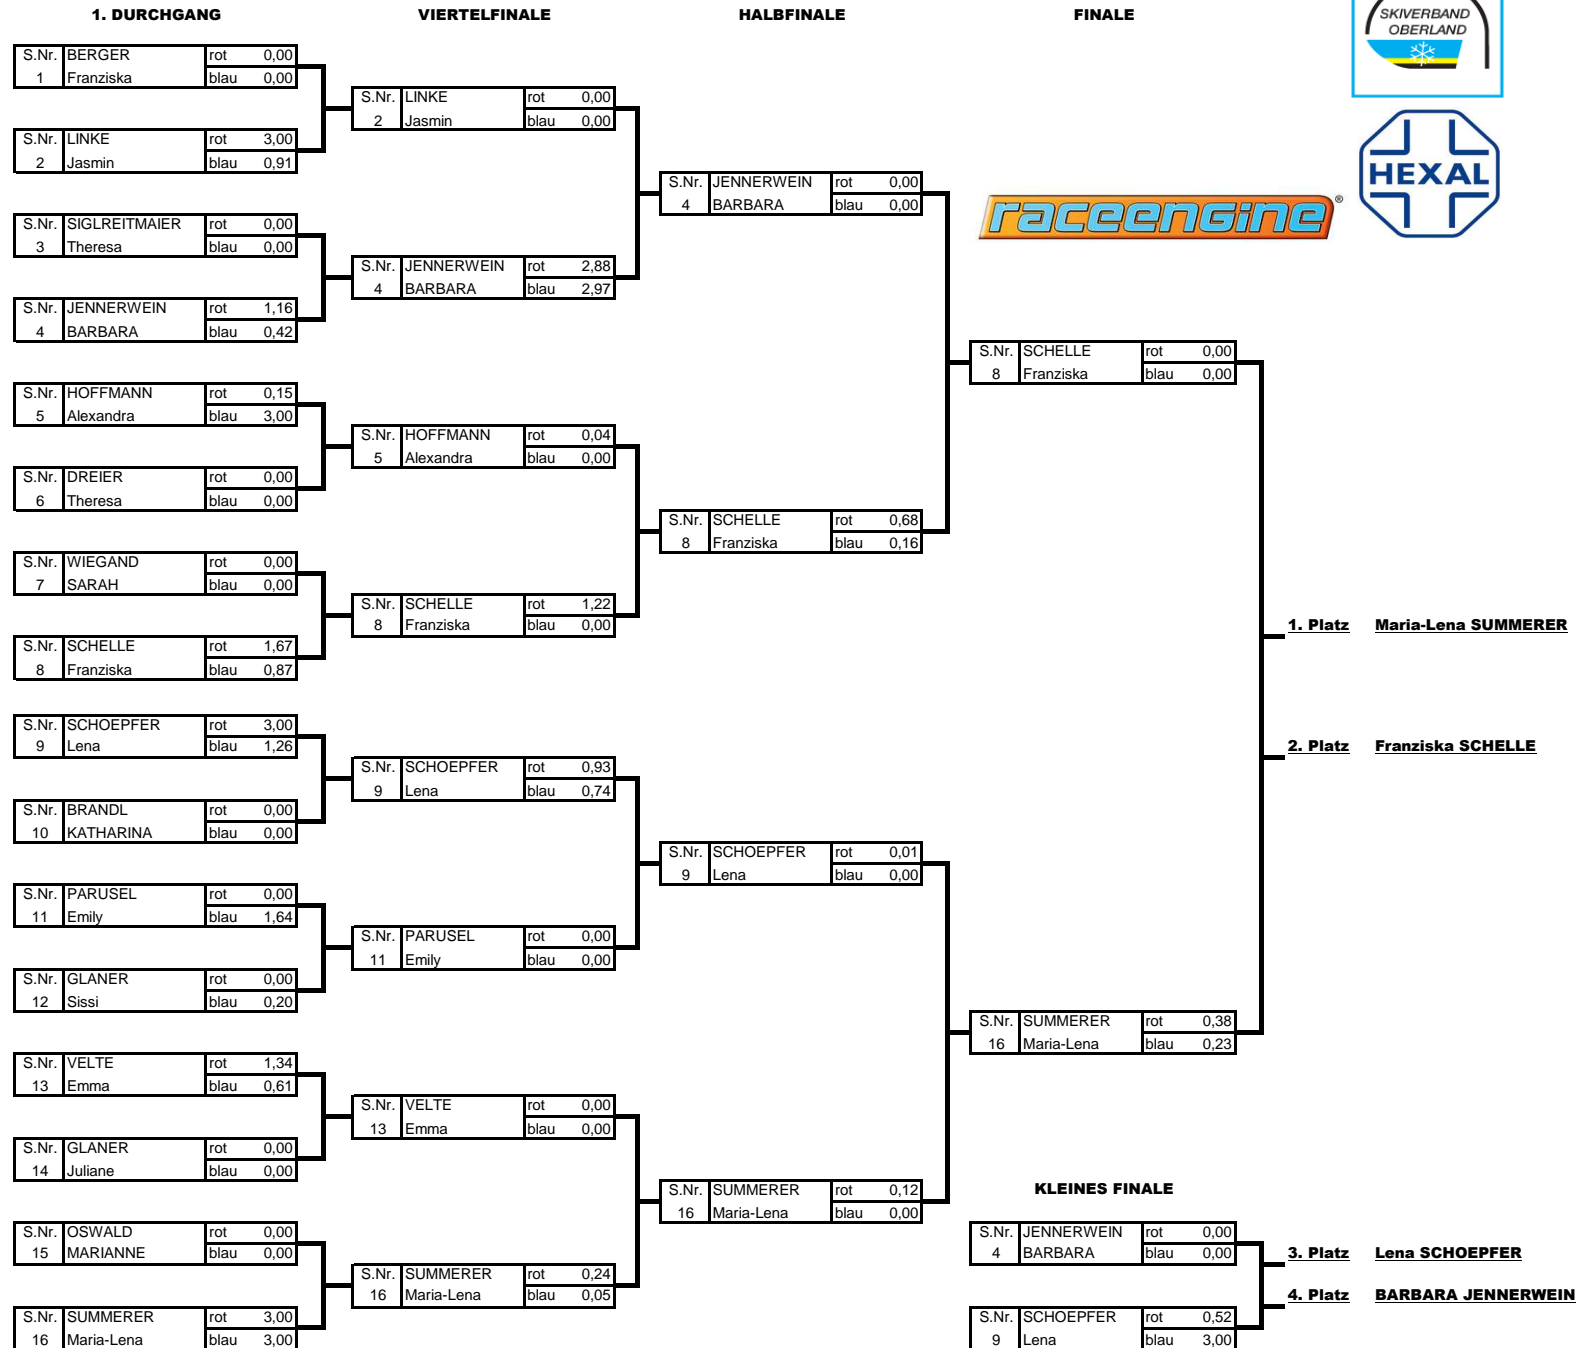 1. DURCHGANG
VIERTELFINALE
HALBFINALE
FINALE
SKIVERBAND
OBERLAND
HEXAL
raceengine®
S.Nr. BERGER rot 0,00
1 Franziska blau 0,00
S.Nr. LINKE rot 3,00
2 Jasmin blau 0,91
S.Nr. SIGLREITMAIER rot 0,00
3 Theresa blau 0,00
S.Nr. JENNERWEIN rot 1,16
4 BARBARA blau 0,42
S.Nr. HOFFMANN rot 0,15
5 Alexandra blau 3,00
S.Nr. DREIER rot 0,00
6 Theresa blau 0,00
S.Nr. WIEGAND rot 0,00
7 SARAH blau 0,00
S.Nr. SCHELLE rot 1,67
8 Franziska blau 0,87
S.Nr. SCHOEPFER rot 3,00
9 Lena blau 1,26
S.Nr. BRANDL rot 0,00
10 KATHARINA blau 0,00
S.Nr. PARUSEL rot 0,00
11 Emily blau 1,64
S.Nr. GLANER rot 0,00
12 Sissi blau 0,20
S.Nr. VELTE rot 1,34
13 Emma blau 0,61
S.Nr. GLANER rot 0,00
14 Juliane blau 0,00
S.Nr. OSWALD rot 0,00
15 MARIANNE blau 0,00
S.Nr. SUMMERER rot 3,00
16 Maria-Lena blau 3,00
S.Nr. LINKE rot 0,00
2 Jasmin blau 0,00
S.Nr. JENNERWEIN rot 2,88
4 BARBARA blau 2,97
S.Nr. HOFFMANN rot 0,04
5 Alexandra blau 0,00
S.Nr. SCHELLE rot 1,22
8 Franziska blau 0,00
S.Nr. SCHOEPFER rot 0,93
9 Lena blau 0,74
S.Nr. PARUSEL rot 0,00
11 Emily blau 0,00
S.Nr. VELTE rot 0,00
13 Emma blau 0,00
S.Nr. SUMMERER rot 0,24
16 Maria-Lena blau 0,05
S.Nr. JENNERWEIN rot 0,00
4 BARBARA blau 0,00
S.Nr. SCHELLE rot 0,68
8 Franziska blau 0,16
S.Nr. SCHOEPFER rot 0,01
9 Lena blau 0,00
S.Nr. SUMMERER rot 0,12
16 Maria-Lena blau 0,00
S.Nr. SCHELLE rot 0,00
8 Franziska blau 0,00
S.Nr. SUMMERER rot 0,38
16 Maria-Lena blau 0,23
1. Platz Maria-Lena SUMMERER
2. Platz Franziska SCHELLE
KLEINES FINALE
S.Nr. JENNERWEIN rot 0,00
4 BARBARA blau 0,00
S.Nr. SCHOEPFER rot 0,52
9 Lena blau 3,00
3. Platz Lena SCHOEPFER
4. Platz BARBARA JENNERWEIN